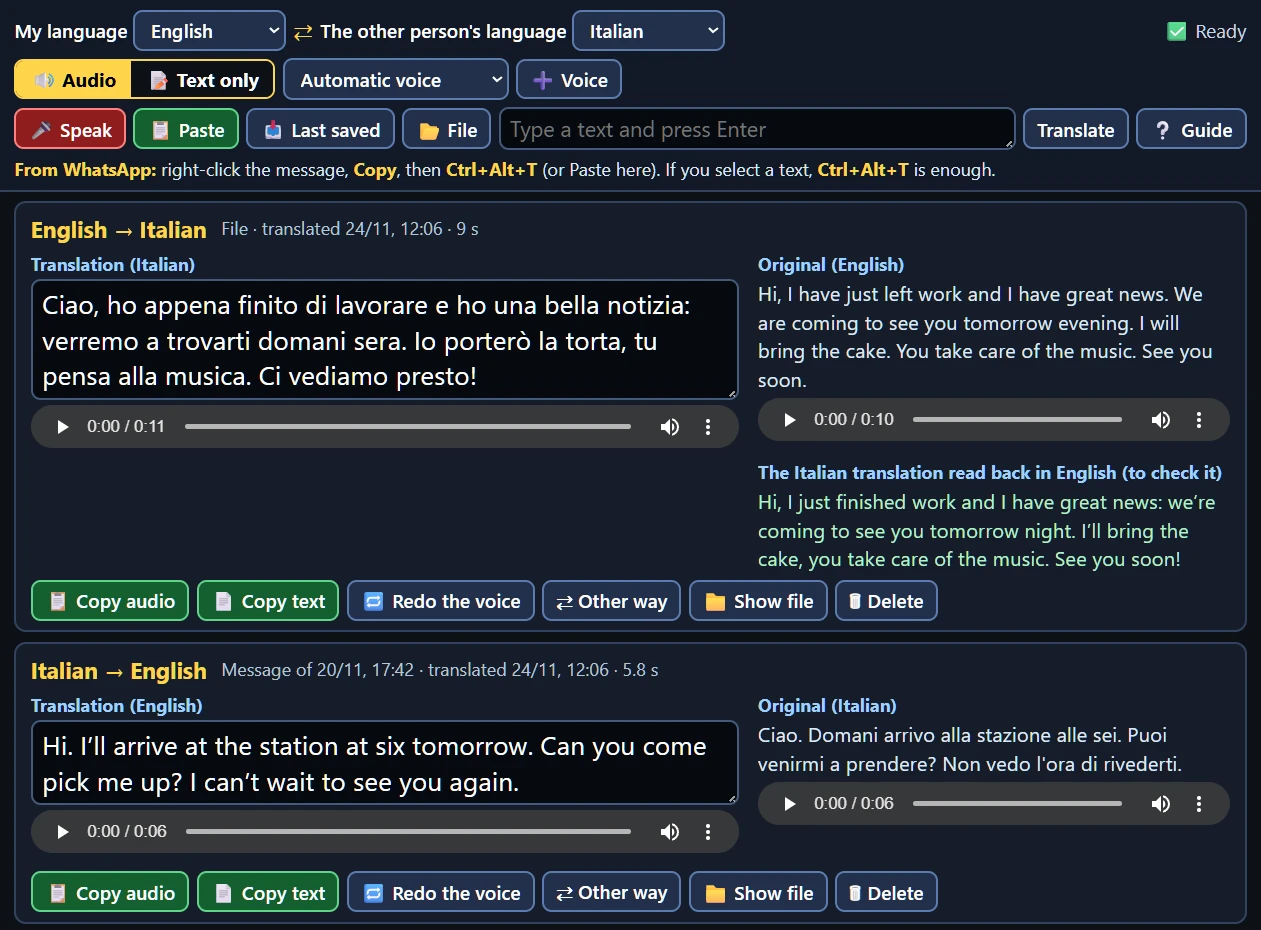 My language English ⇄ The other person's language Italian ✅ Ready
Audio Text only Automatic voice ➕ Voice
Speak Paste Last saved File Type a text and press Enter Translate ? Guide
From WhatsApp: right-click the message, Copy, then Ctrl+Alt+T (or Paste here). If you select a text, Ctrl+Alt+T is enough.
English → Italian File · translated 24/11, 12:06 · 9 s
Translation (Italian)
Ciao, ho appena finito di lavorare e ho una bella notizia:
verremo a trovarti domani sera. Io porterò la torta, tu
pensa alla musica. Ci vediamo presto!
0:00 / 0:11
Original (English)
Hi, I have just left work and I have great news. We
are coming to see you tomorrow evening. I will
bring the cake. You take care of the music. See you
soon.
0:00 / 0:10
The Italian translation read back in English (to check it)
Hi, I just finished work and I have great news: we’re
coming to see you tomorrow night. I’ll bring the
cake, you take care of the music. See you soon!
Copy audio Copy text Redo the voice ⇄ Other way Show file Delete
Italian → English Message of 20/11, 17:42 · translated 24/11, 12:06 · 5.8 s
Translation (English)
Hi. I’ll arrive at the station at six tomorrow. Can you come
pick me up? I can’t wait to see you again.
0:00 / 0:06
Original (Italian)
Ciao. Domani arrivo alla stazione alle sei. Puoi
venirmi a prendere? Non vedo l'ora di rivederti.
0:00 / 0:06
Copy audio Copy text Redo the voice ⇄ Other way Show file Delete